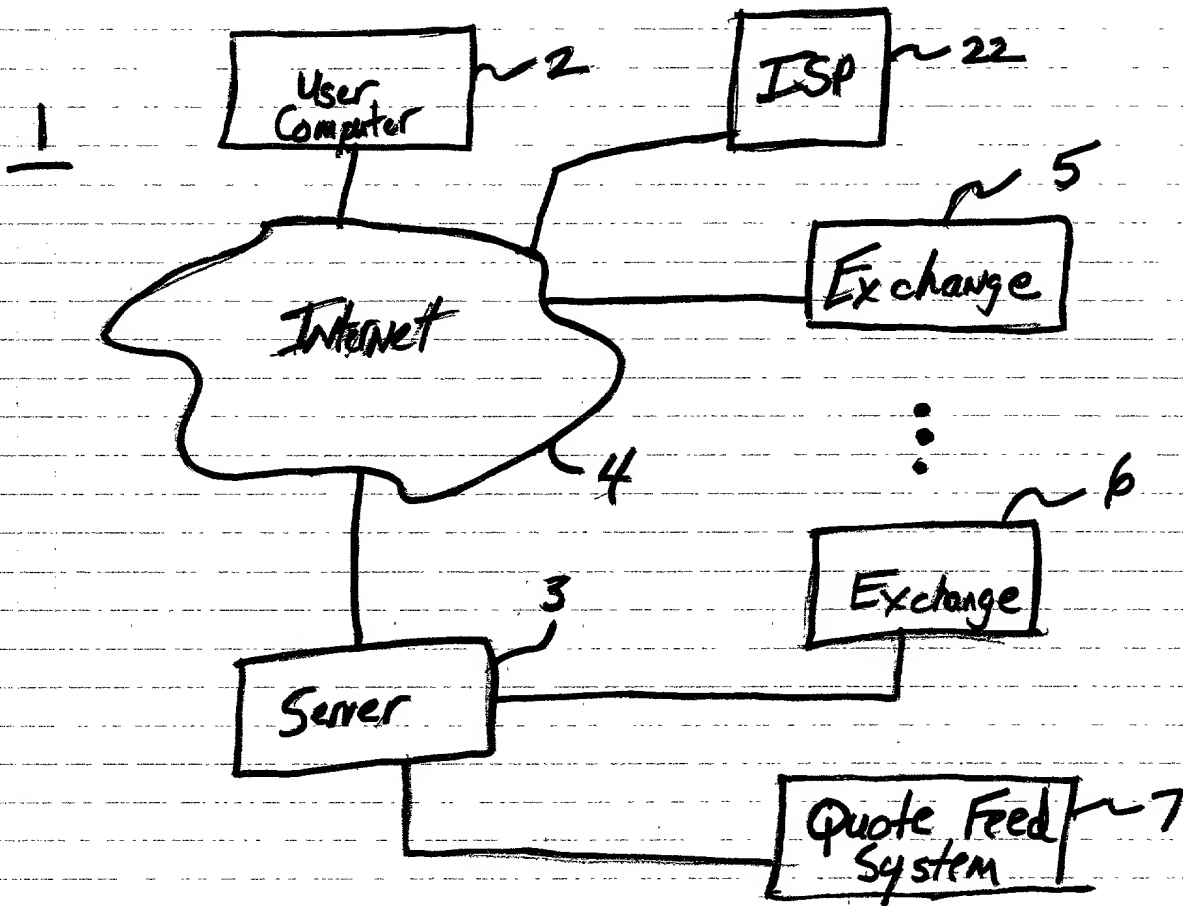 1
User
Computer
2
ISP
22
5
Exchange
Internet
4
6
Exchange
3
Server
Quote Feed
System
7